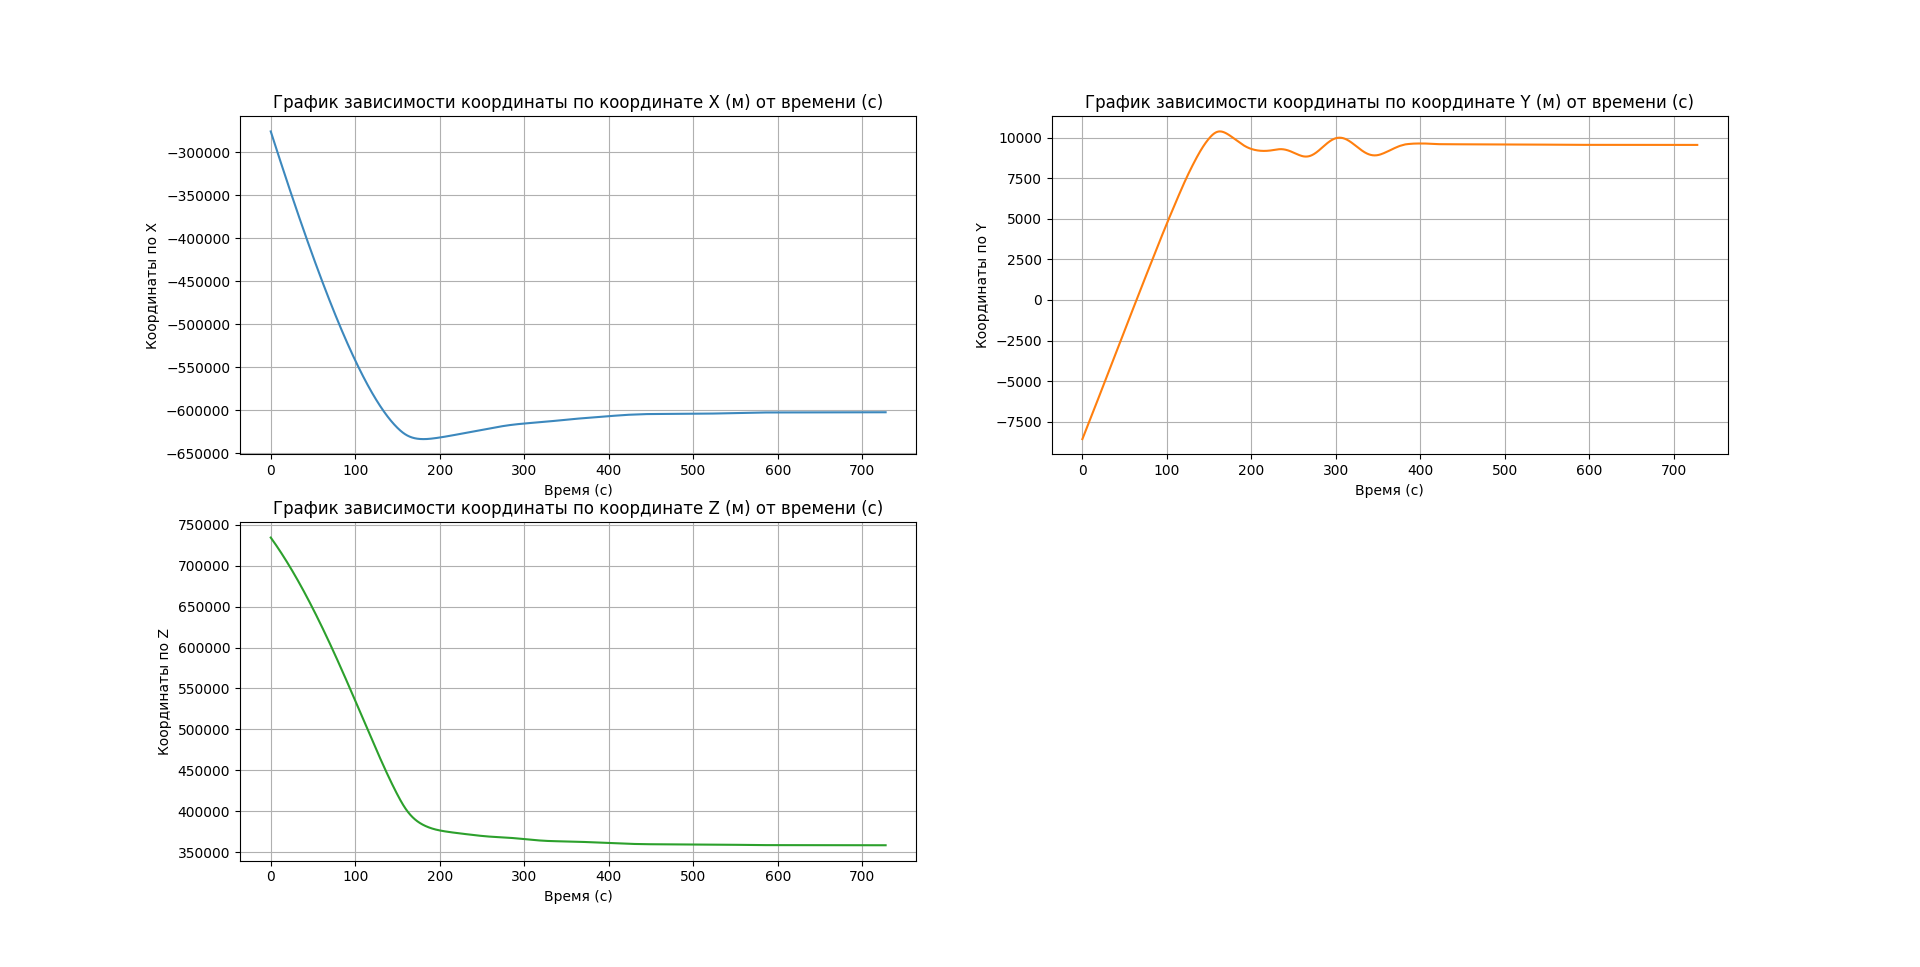 График зависимости координаты по координате X (м) от времени (с)
Координаты по X
−300000
−350000
−400000
−450000
−500000
−550000
−600000
−650000
0 100 200 300 400 500 600 700
Время (с)
График зависимости координаты по координате Y (м) от времени (с)
Координаты по Y
10000
7500
5000
2500
0
−2500
−5000
−7500
0 100 200 300 400 500 600 700
Время (с)
График зависимости координаты по координате Z (м) от времени (с)
Координаты по Z
750000
700000
650000
600000
550000
500000
450000
400000
350000
0 100 200 300 400 500 600 700
Время (с)